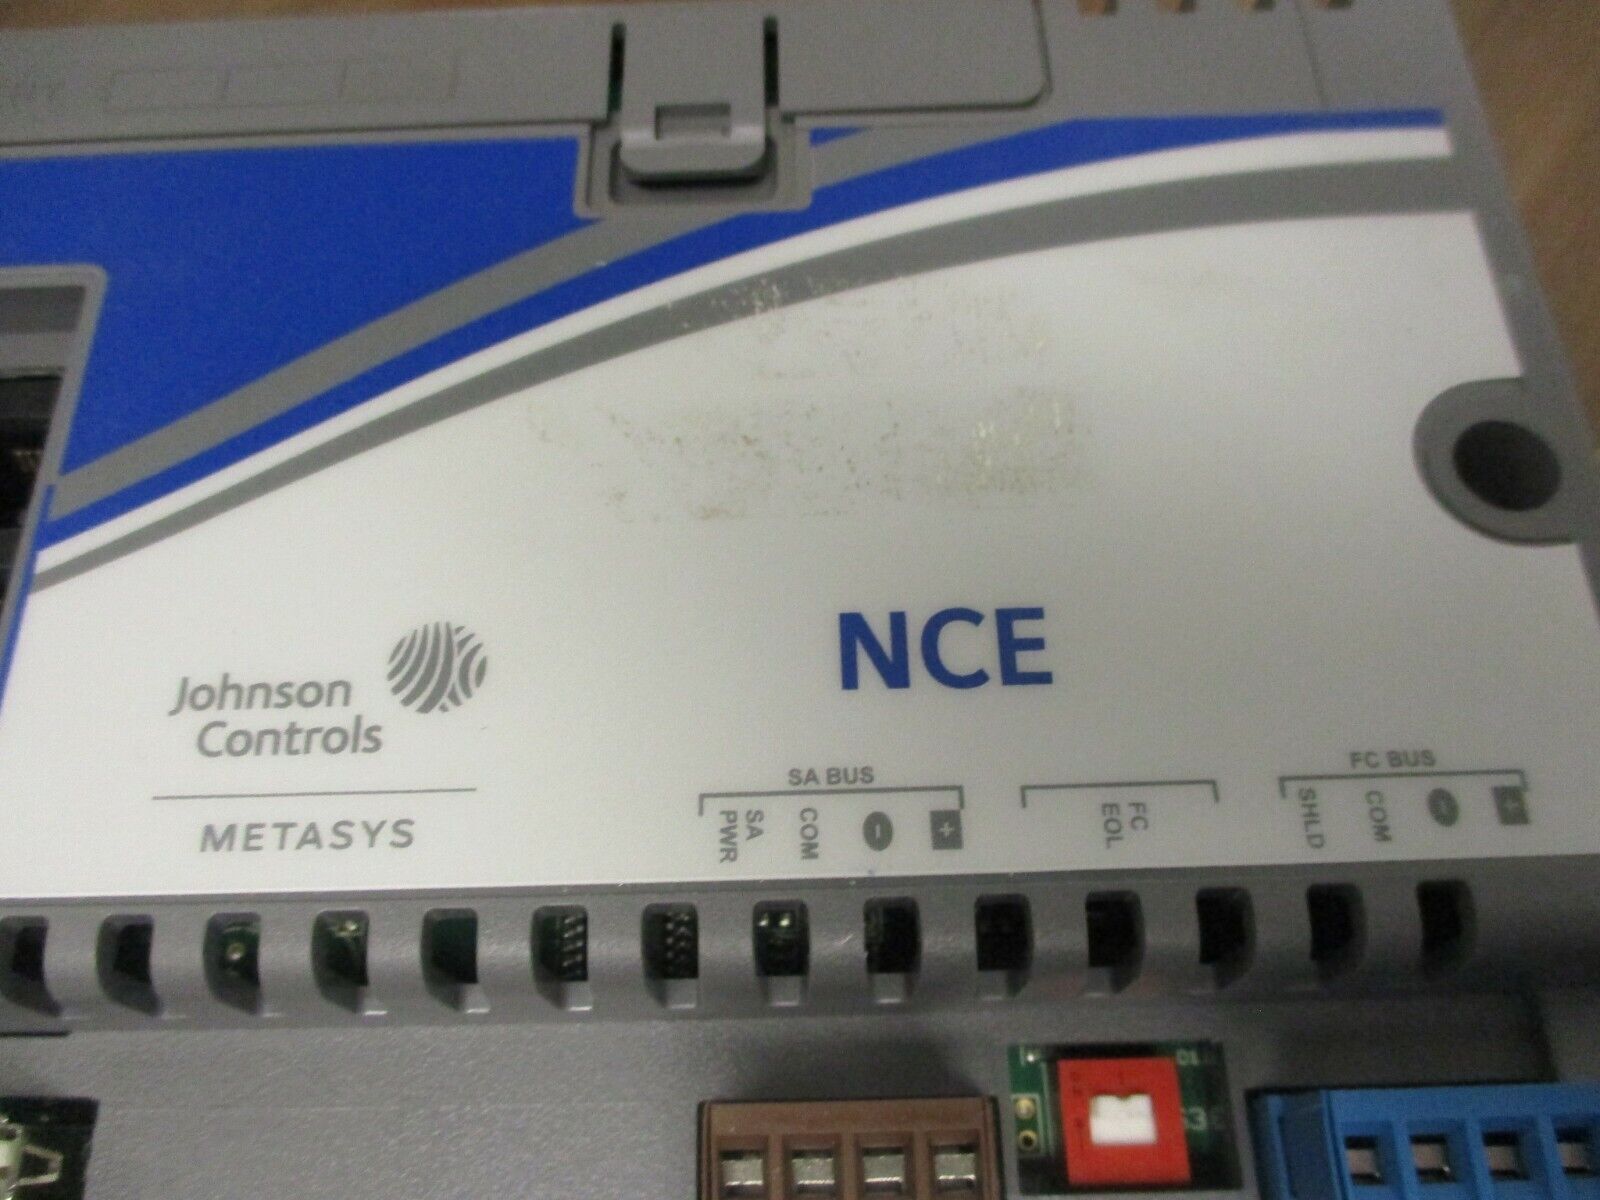 NCE
Johnson
Controls
METASYS
SA BUS
SA
PWR
COM
-
+
FC
EOL
FC BUS
SHLD
COM
-
+